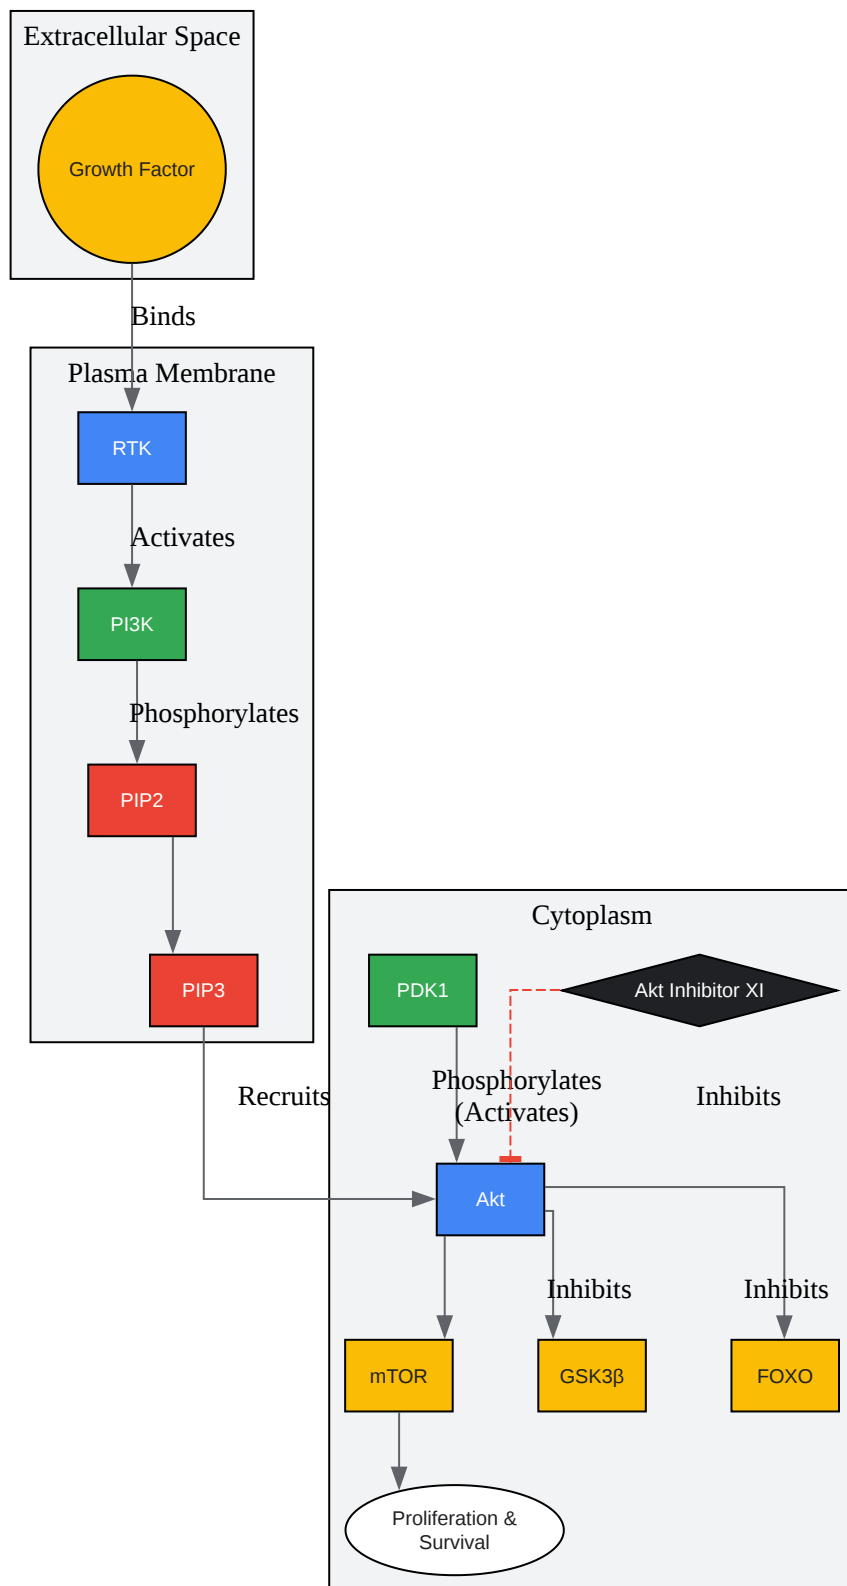 Extracellular Space
Growth Factor
Binds
Plasma Membrane
RTK
Activates
PI3K
Phosphorylates
PIP2
Cytoplasm
PIP3
PDK1
Akt Inhibitor XI
Recruits
Phosphorylates
(Activates)
Inhibits
Akt
Inhibits
Inhibits
mTOR
GSK3β
FOXO
Proliferation &
Survival